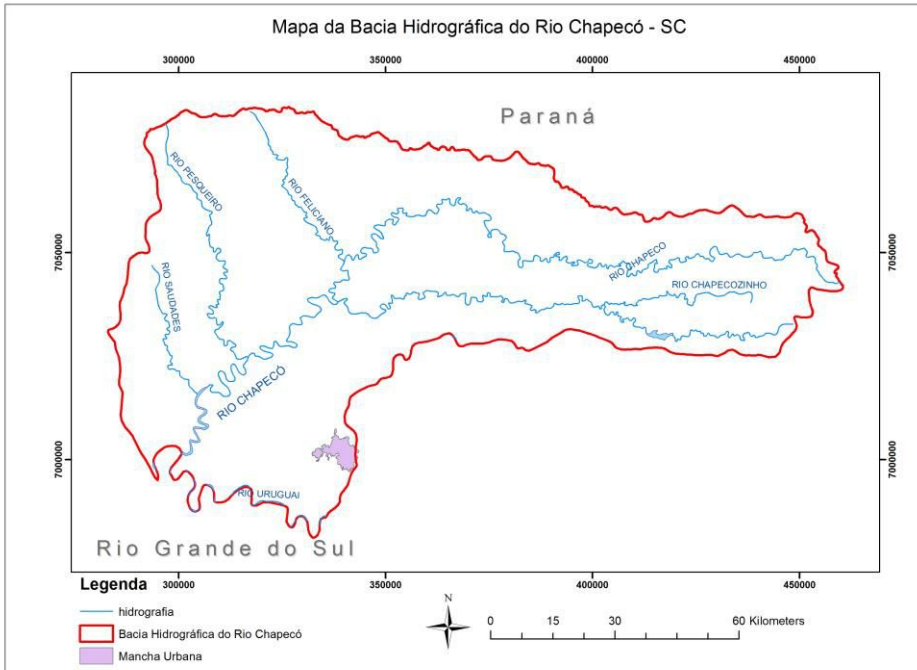 Mapa da Bacia Hidrográfica do Rio Chapecó - SC
300000 350000 400000 450000
Paraná
RIO PESQUEIRO
RIO FELICIANO
7050000 7050000
RIO CHAPECÓ
RIO SAUDADES
RIO CHAPECOZINHO
RIO CHAPECÓ
7000000 7000000
RIO URUGUAI
Rio Grande do Sul
300000 350000 400000 450000
Legenda
hidrografia
Bacia Hidrográfica do Rio Chapecó
Mancha Urbana
N
0 15 30 60 Kilometers